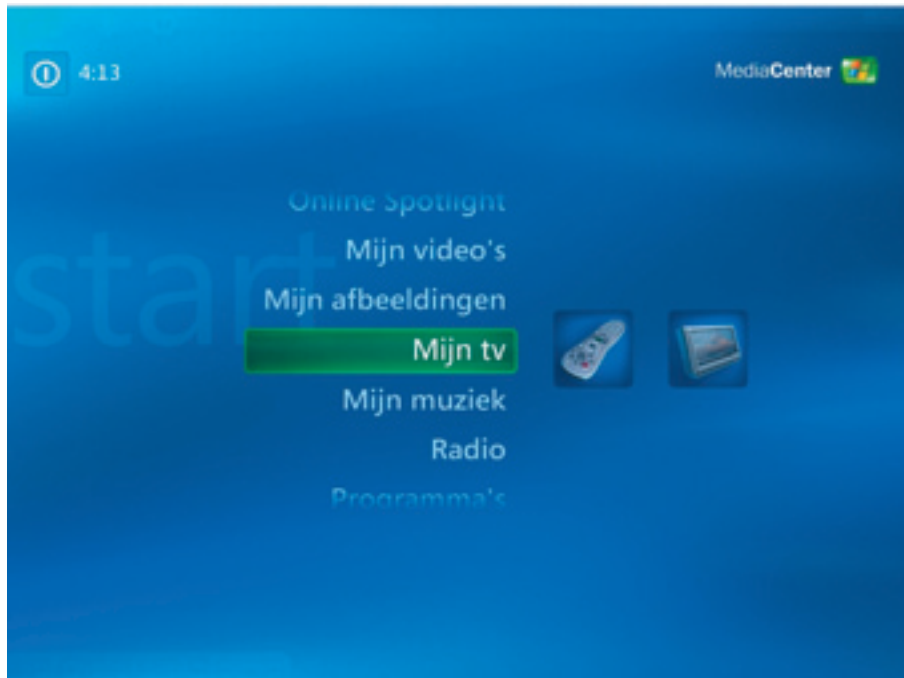 4:13
MediaCenter
start
Online Spotlight
Mijn video's
Mijn afbeeldingen
Mijn tv
Mijn muziek
Radio
Programma's